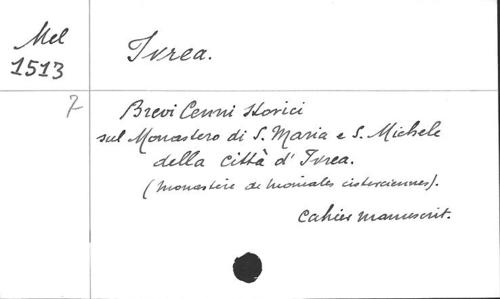 Mel
1513
Ivrea.
7
Brevi Cenni Storici
sul Monastero di S. Maria e S. Michele
della città d'Ivrea.
(monastère de moniales cisterciennes).
Cahier manuscrit.